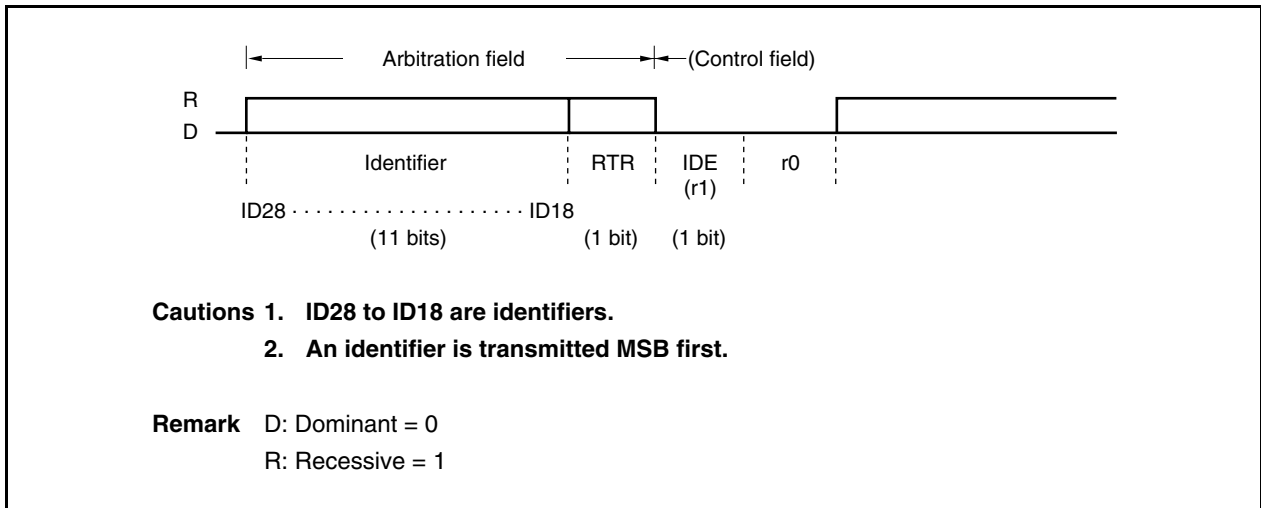 Arbitration field (Control field)
R
D
Identifier RTR IDE r0
(r1)
ID28 · · · · · · · · · · · · · · · · · · · · ID18
(11 bits) (1 bit) (1 bit)
Cautions 1. ID28 to ID18 are identifiers.
2. An identifier is transmitted MSB first.
Remark D: Dominant = 0
R: Recessive = 1